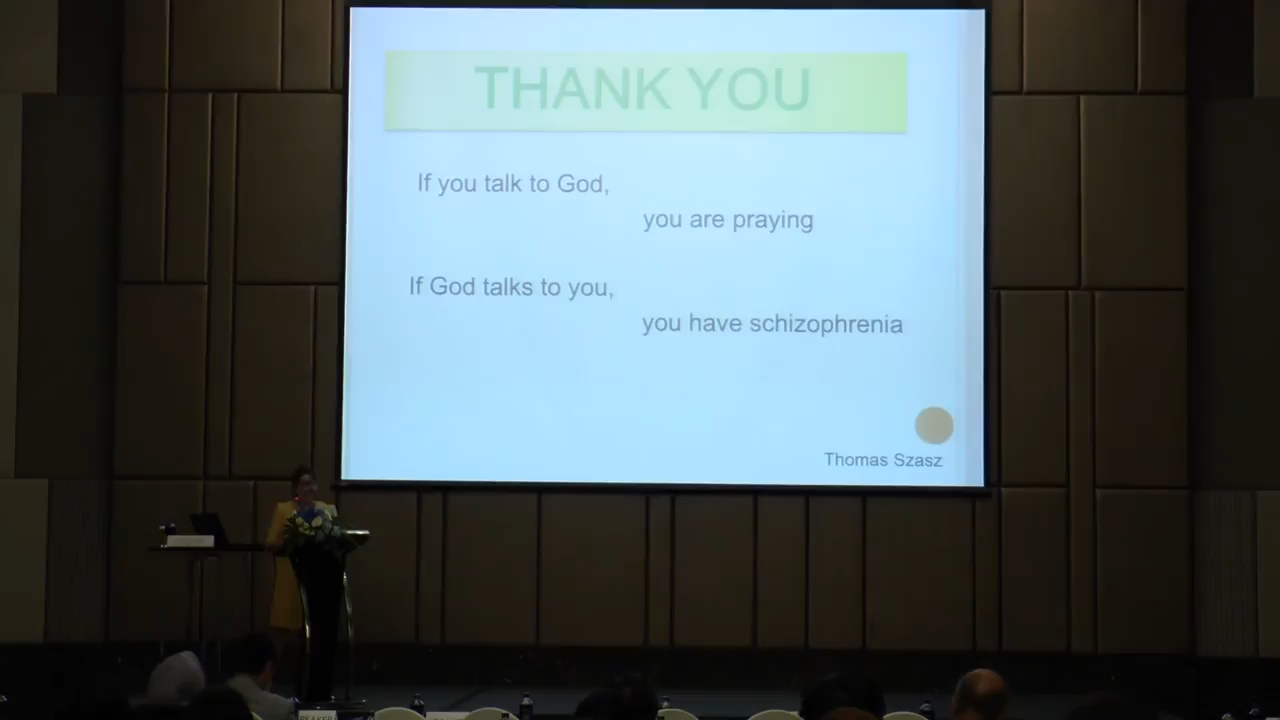 THANK YOU
If you talk to God,
you are praying
If God talks to you,
you have schizophrenia
Thomas Szasz